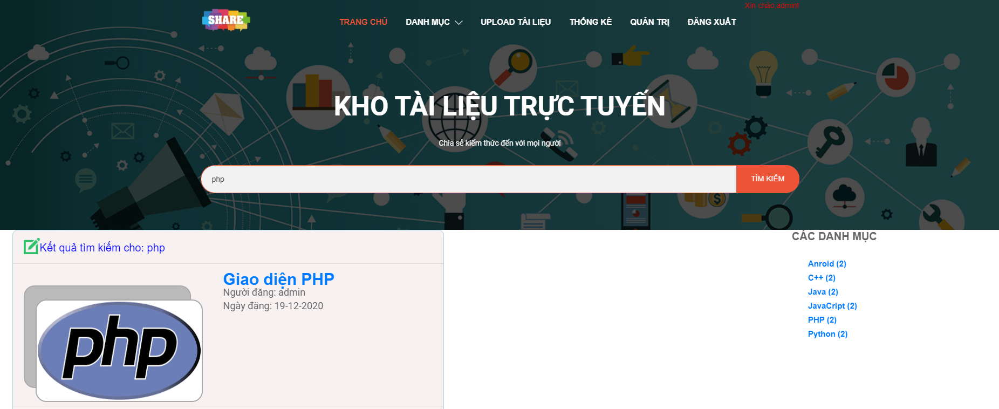 Xin chào:admin!
SHARE
TRANG CHỦ DANH MỤC UPLOAD TÀI LIỆU THỐNG KÊ QUẢN TRỊ ĐĂNG XUẤT
KHO TÀI LIỆU TRỰC TUYẾN
Chia sẻ kiếm thức đến với mọi người
php TÌM KIẾM
Kết quả tìm kiếm cho: php
CÁC DANH MỤC
Anroid (2)
C++ (2)
Java (2)
JavaCript (2)
PHP (2)
Python (2)
Giao diện PHP
Người đăng: admin
Ngày đăng: 19-12-2020
php